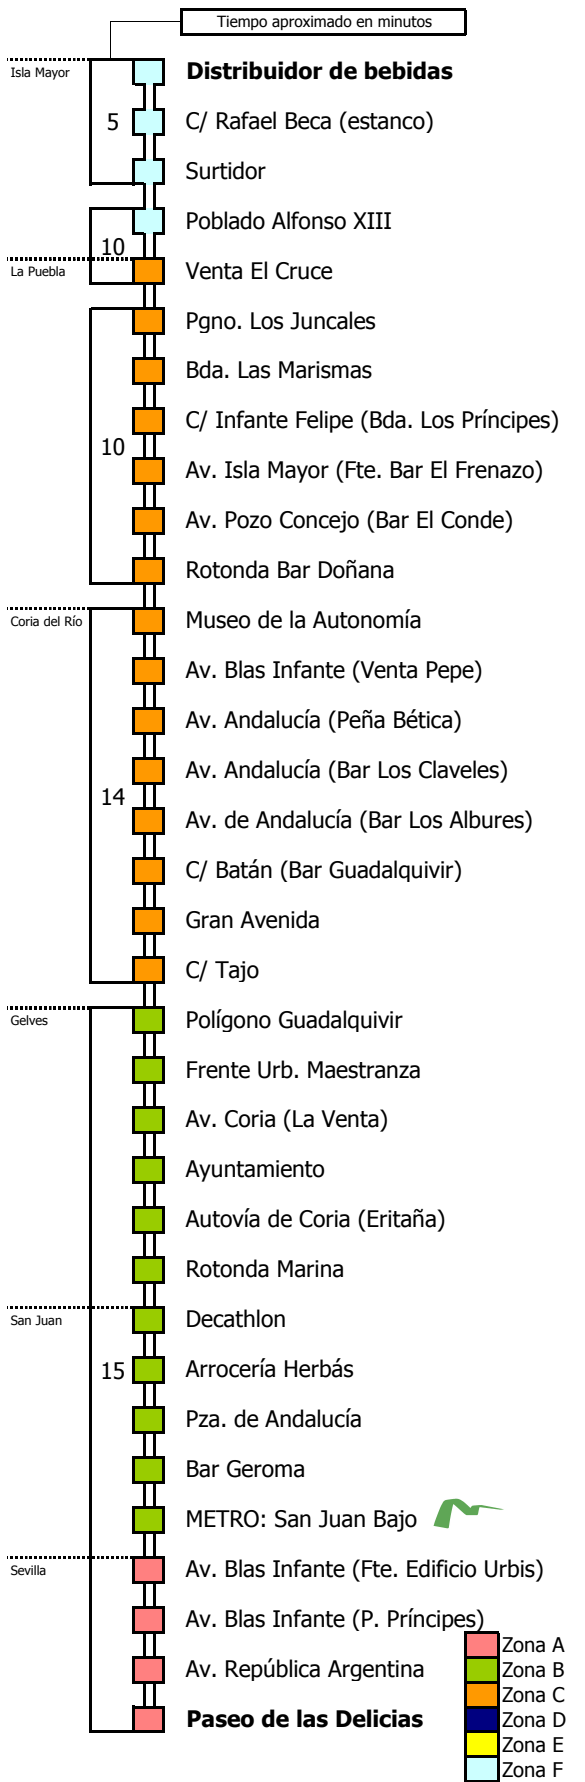 Tiempo aproximado en minutos
Isla Mayor
Distribuidor de bebidas
5
C/ Rafael Beca (estanco)
Surtidor
Poblado Alfonso XIII
10
La Puebla
Venta El Cruce
Pgno. Los Juncales
Bda. Las Marismas
C/ Infante Felipe (Bda. Los Príncipes)
10
Av. Isla Mayor (Fte. Bar El Frenazo)
Av. Pozo Concejo (Bar El Conde)
Rotonda Bar Doñana
Coria del Río
Museo de la Autonomía
Av. Blas Infante (Venta Pepe)
Av. Andalucía (Peña Bética)
Av. Andalucía (Bar Los Claveles)
14
Av. de Andalucía (Bar Los Albures)
C/ Batán (Bar Guadalquivir)
Gran Avenida
C/ Tajo
Gelves
Polígono Guadalquivir
Frente Urb. Maestranza
Av. Coria (La Venta)
Ayuntamiento
Autovía de Coria (Eritaña)
Rotonda Marina
San Juan
Decathlon
15
Arrocería Herbás
Pza. de Andalucía
Bar Geroma
METRO: San Juan Bajo
Sevilla
Av. Blas Infante (Fte. Edificio Urbis)
Av. Blas Infante (P. Príncipes)
Av. República Argentina
Paseo de las Delicias
Zona A
Zona B
Zona C
Zona D
Zona E
Zona F